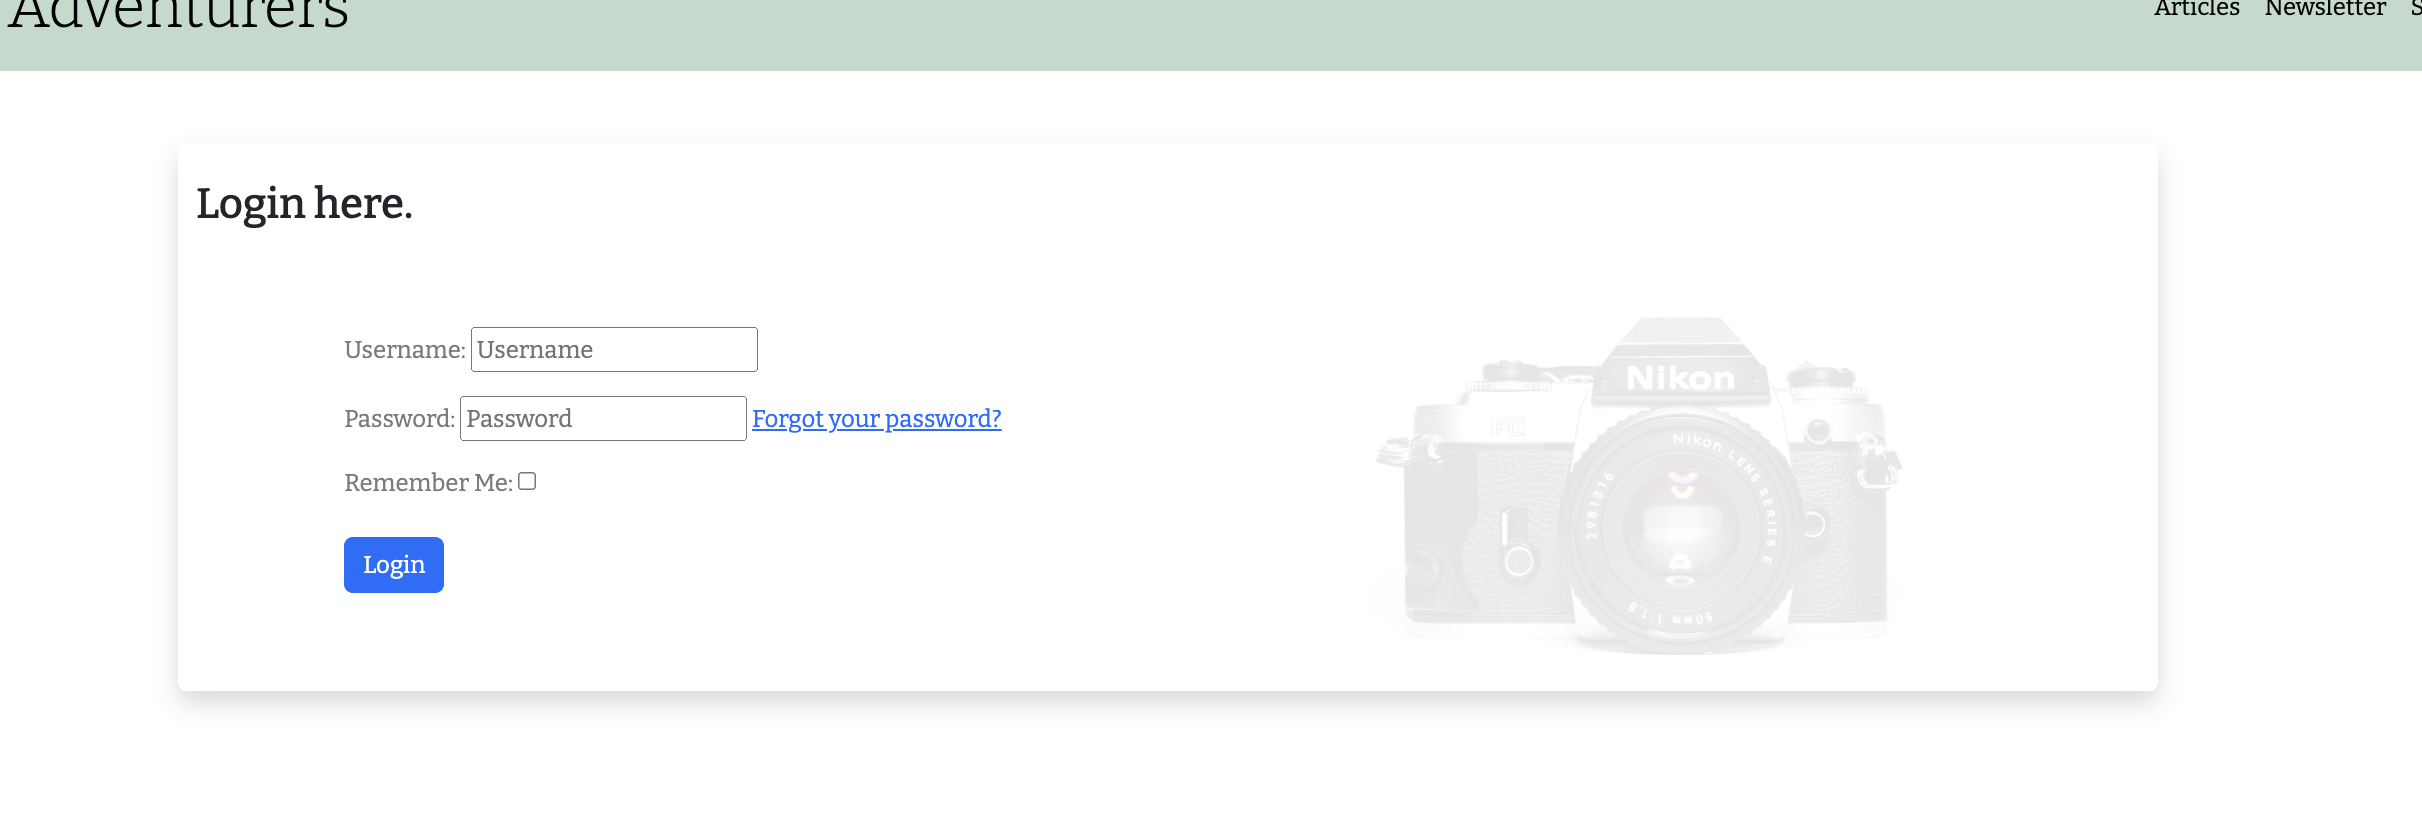 Adventurers
Articles Newsletter S
Login here.
Username: Username
Password: Password Forgot your password?
Remember Me:
Login
Nikon
FG
Nikon LENS SERIES E
2981316
50mm 1:1.8